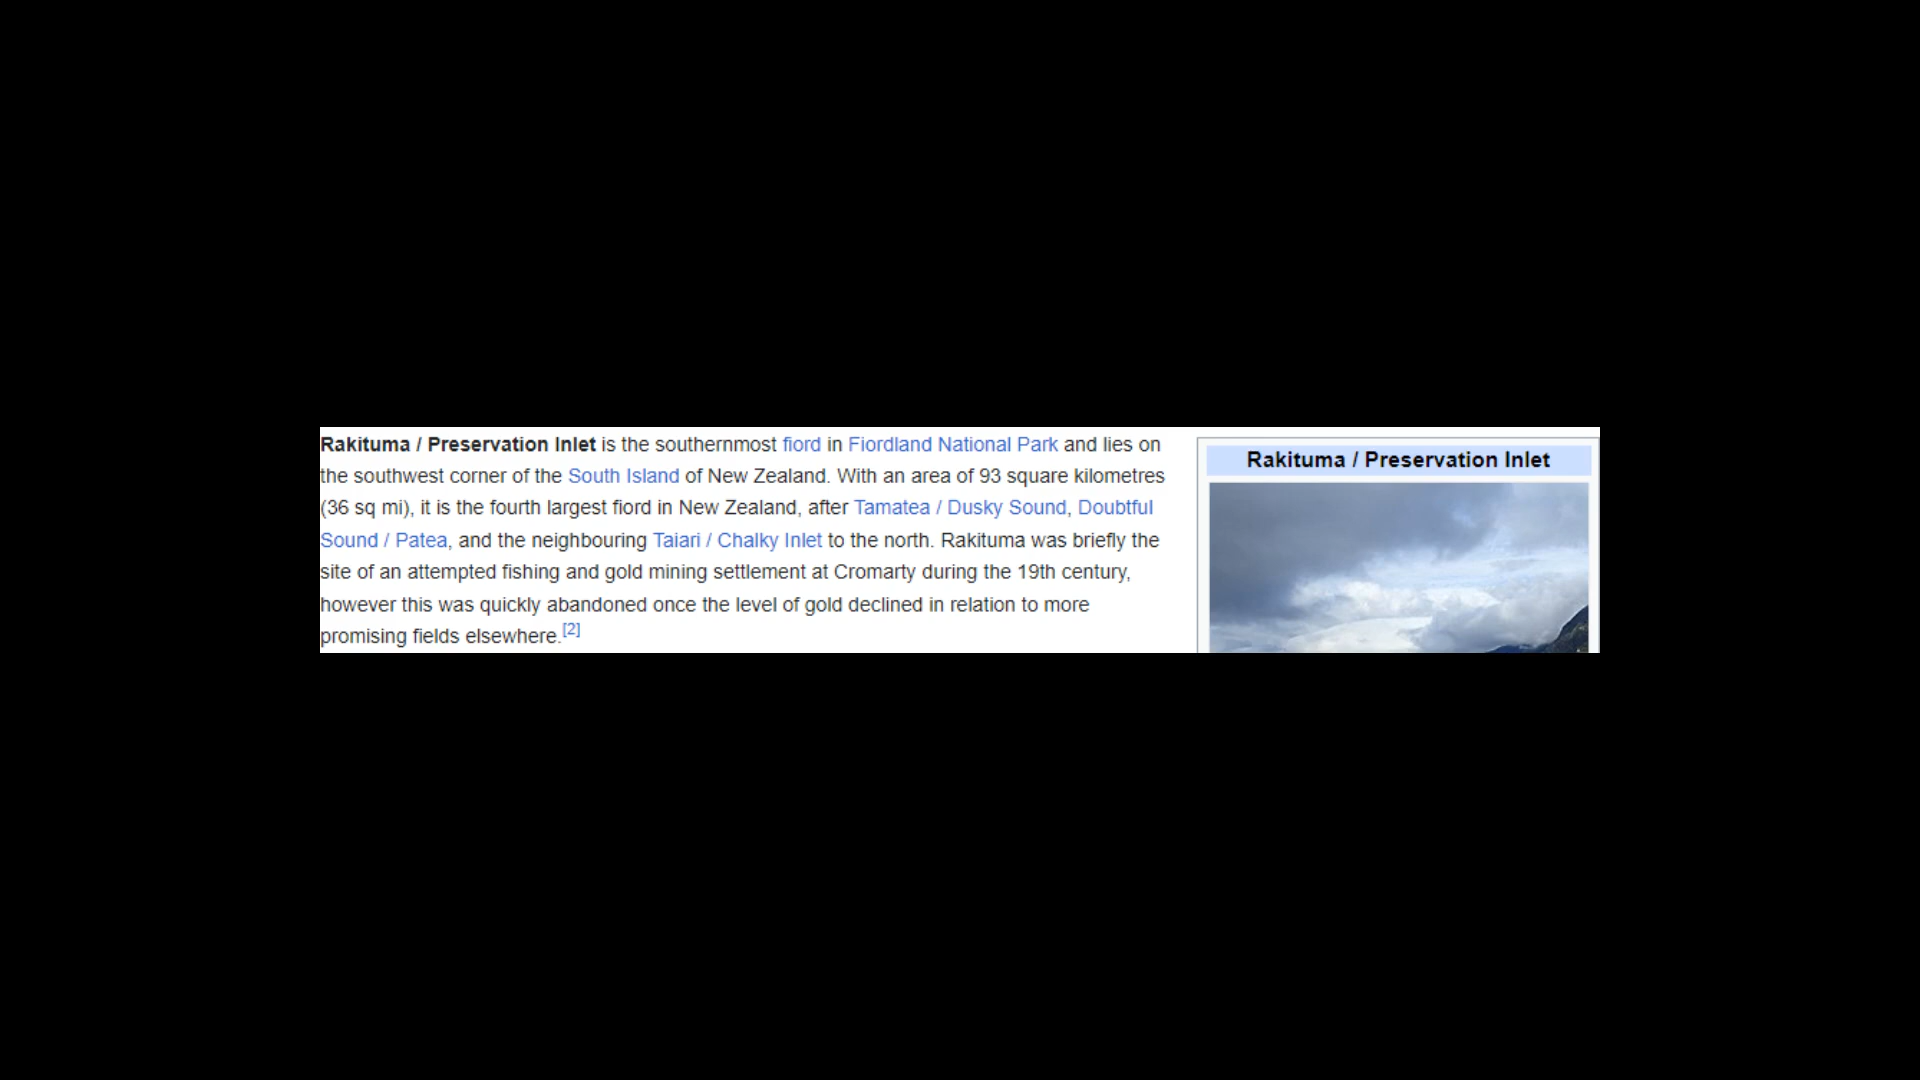 Rakituma / Preservation Inlet is the southernmost fiord in Fiordland National Park and lies on
the southwest corner of the South Island of New Zealand. With an area of 93 square kilometres
(36 sq mi), it is the fourth largest fiord in New Zealand, after Tamatea / Dusky Sound, Doubtful
Sound / Patea, and the neighbouring Taiari / Chalky Inlet to the north. Rakituma was briefly the
site of an attempted fishing and gold mining settlement at Cromarty during the 19th century,
however this was quickly abandoned once the level of gold declined in relation to more
promising fields elsewhere.[2]
Rakituma / Preservation Inlet